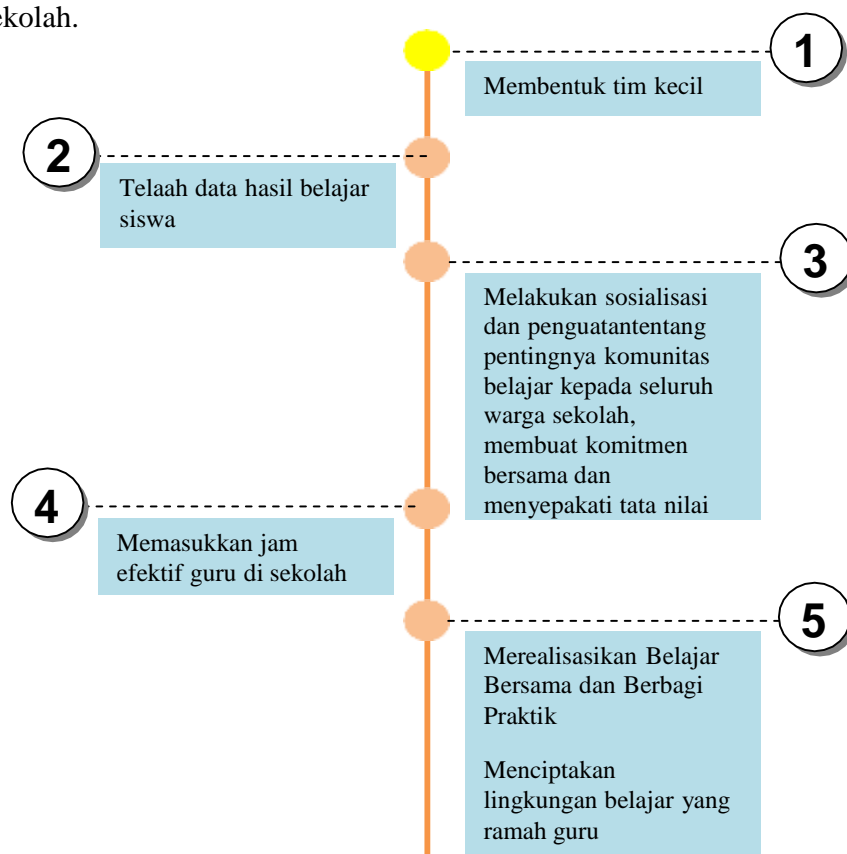 ekolah.
1
Membentuk tim kecil
2
Telaah data hasil belajar
siswa
3
Melakukan sosialisasi
dan penguatantentang
pentingnya komunitas
belajar kepada seluruh
warga sekolah,
membuat komitmen
bersama dan
menyepakati tata nilai
4
Memasukkan jam
efektif guru di sekolah
5
Merealisasikan Belajar
Bersama dan Berbagi
Praktik
Menciptakan
lingkungan belajar yang
ramah guru